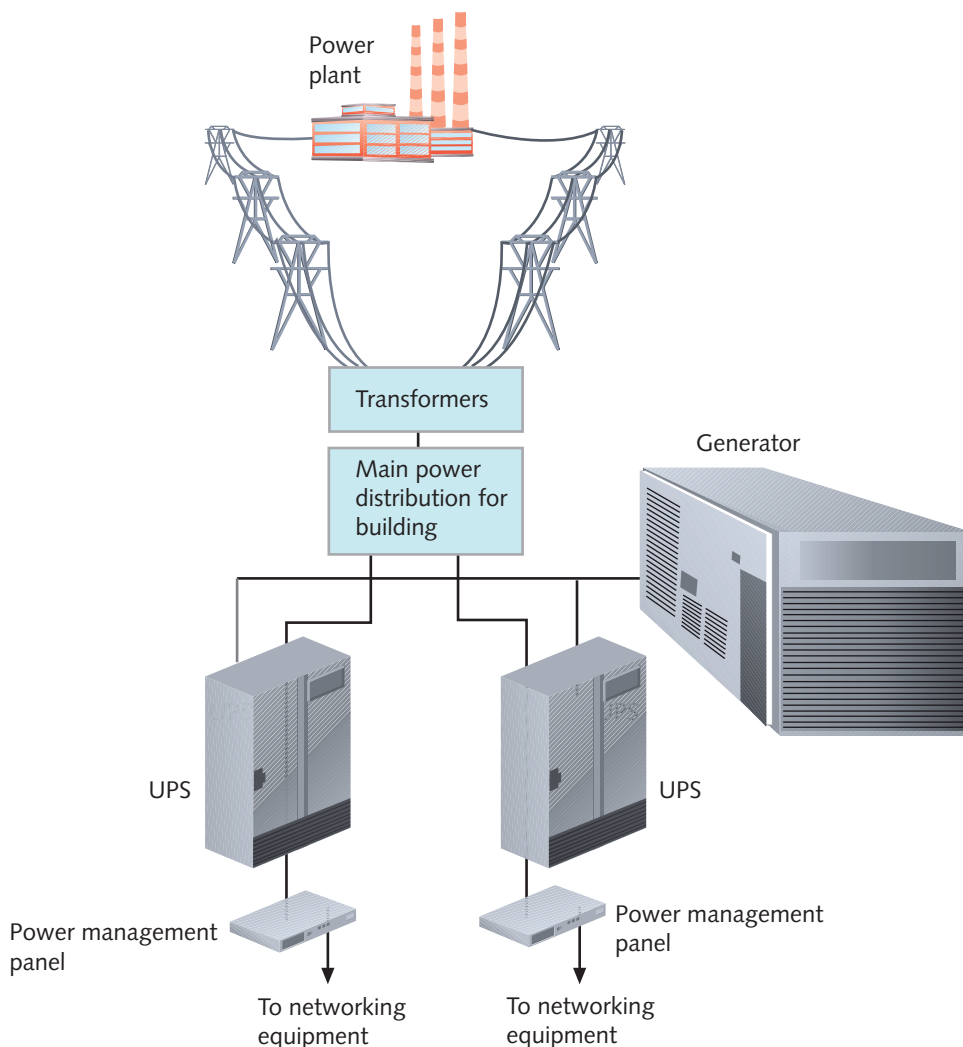 Power
plant
Transformers
Generator
Main power
distribution for
building
UPS
UPS
UPS
Power management
panel
Power management
panel
To networking
equipment
To networking
equipment